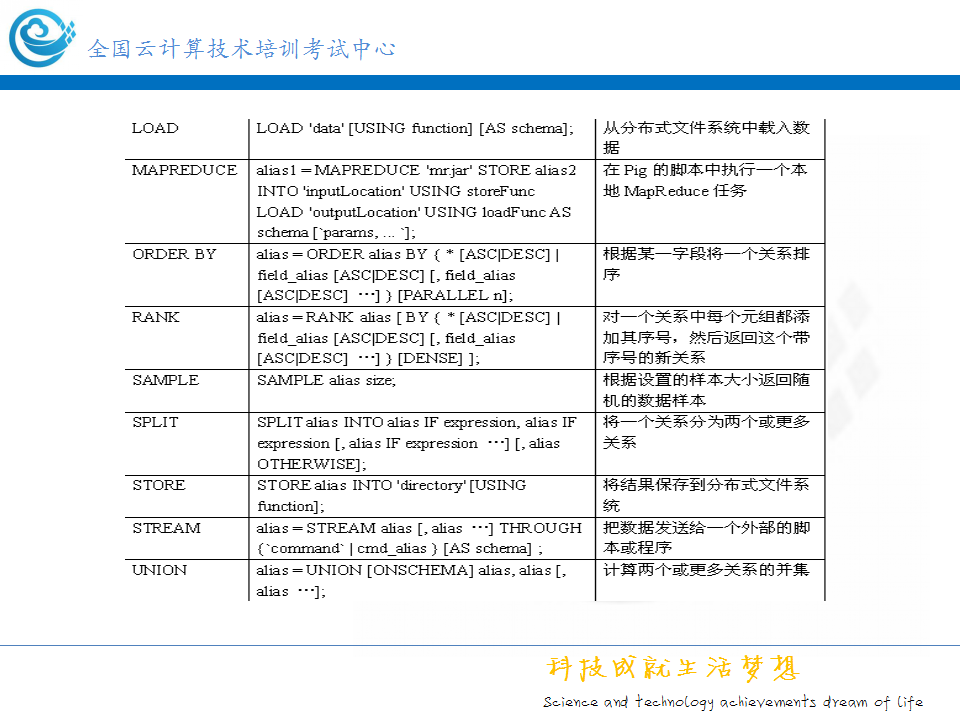 全国云计算技术培训考试中心
LOAD
LOAD 'data' [USING function] [AS schema];
从分布式文件系统中载入数
据
MAPREDUCE
alias1 = MAPREDUCE 'mr.jar' STORE alias2
INTO 'inputLocation' USING storeFunc
LOAD 'outputLocation' USING loadFunc AS
schema [`params, ... `];
在 Pig 的脚本中执行一个本
地 MapReduce 任务
ORDER BY
alias = ORDER alias BY { * [ASC|DESC] |
field_alias [ASC|DESC] [, field_alias
[ASC|DESC] …] } [PARALLEL n];
根据某一字段将一个关系排
序
RANK
alias = RANK alias [ BY { * [ASC|DESC] |
field_alias [ASC|DESC] [, field_alias
[ASC|DESC] …] } [DENSE] ];
对一个关系中每个元组都添
加其序号，然后返回这个带
序号的新关系
SAMPLE
SAMPLE alias size;
根据设置的样本大小返回随
机的数据样本
SPLIT
SPLIT alias INTO alias IF expression, alias IF
expression [, alias IF expression …] [, alias
OTHERWISE];
将一个关系分为两个或更多
关系
STORE
STORE alias INTO 'directory' [USING
function];
将结果保存到分布式文件系
统
STREAM
alias = STREAM alias [, alias …] THROUGH
{`command` | cmd_alias } [AS schema] ;
把数据发送给一个外部的脚
本或程序
UNION
alias = UNION [ONSCHEMA] alias, alias [,
alias …];
计算两个或更多关系的并集
科技成就生活梦想
Science and technology achievements dream of life